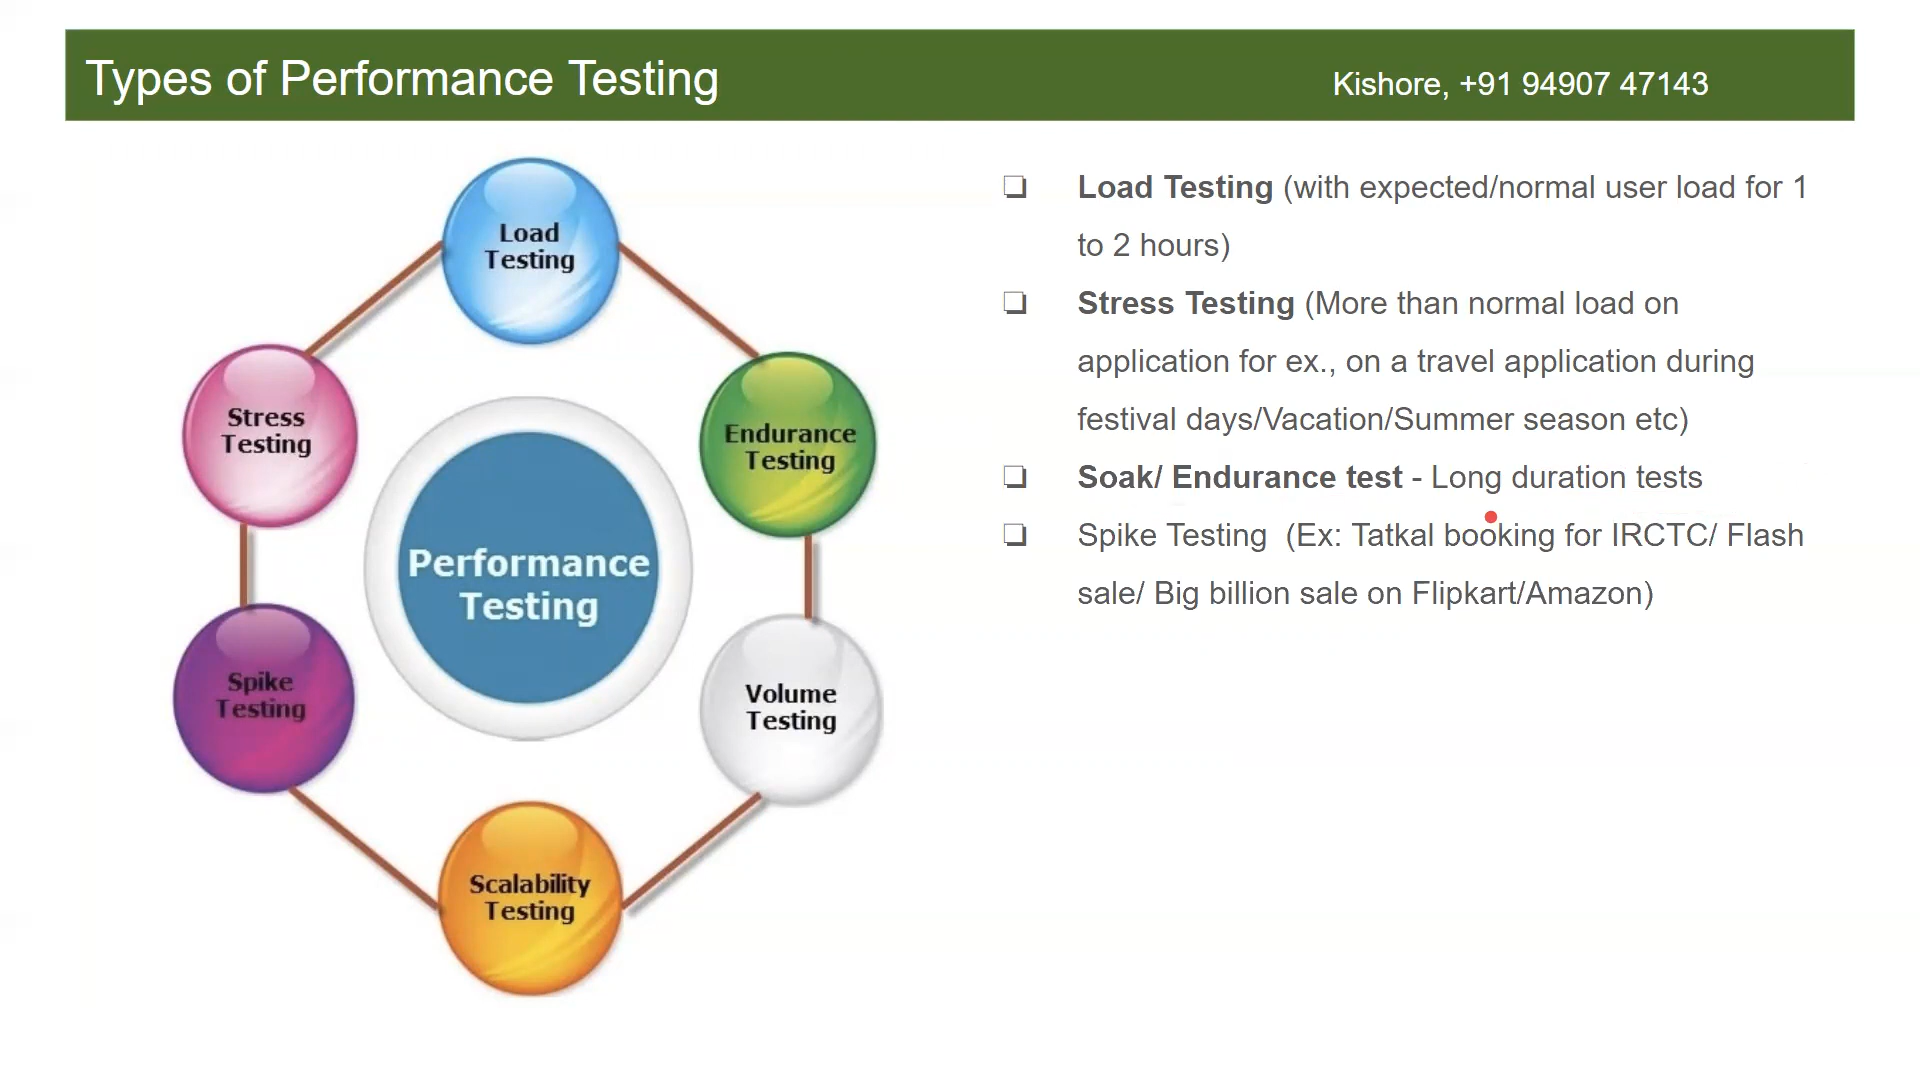 Types of Performance Testing
Kishore, +91 94907 47143
Load
Testing
Stress
Testing
Endurance
Testing
Performance
Testing
Spike
Testing
Volume
Testing
Scalability
Testing
❏ Load Testing (with expected/normal user load for 1
to 2 hours)
❏ Stress Testing (More than normal load on
application for ex., on a travel application during
festival days/Vacation/Summer season etc)
❏ Soak/ Endurance test - Long duration tests
❏ Spike Testing (Ex: Tatkal booking for IRCTC/ Flash
sale/ Big billion sale on Flipkart/Amazon)